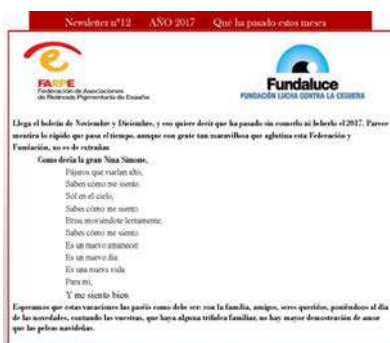 Newsletter nº12 AÑO 2017 Qué ha pasado estos meses
FARPE
Federación de Asociaciones
de Retinosis Pigmentaria de España
Fundaluce
FUNDACIÓN LUCHA CONTRA LA CEGUERA
Llega el boletín de Noviembre y Diciembre, y eso quiere decir que ha pasado sin comerlo ni beberlo el 2017. Parece
mentira lo rápido que pasa el tiempo, aunque con gente tan maravillosa que aglutina esta Federación y
Fundación, no es de extrañar.
Como decía la gran Nina Simone,
Pájaros que vuelan alto,
Saben cómo me siento.
Sol en el cielo,
Sabes cómo me siento
Brisa moviéndote lentamente,
Sabes cómo me siento
Es un nuevo amanecer
Es un nuevo día
Es una nueva vida
Para mí,
Y me siento bien.
Esperamos que estas vacaciones las paséis como debe ser: con la familia, amigos, seres queridos, poniéndoos al día
de las novedades, contando las vuestras, que haya alguna trifulca familiar, no hay mayor demostración de amor
que las peleas navideñas.